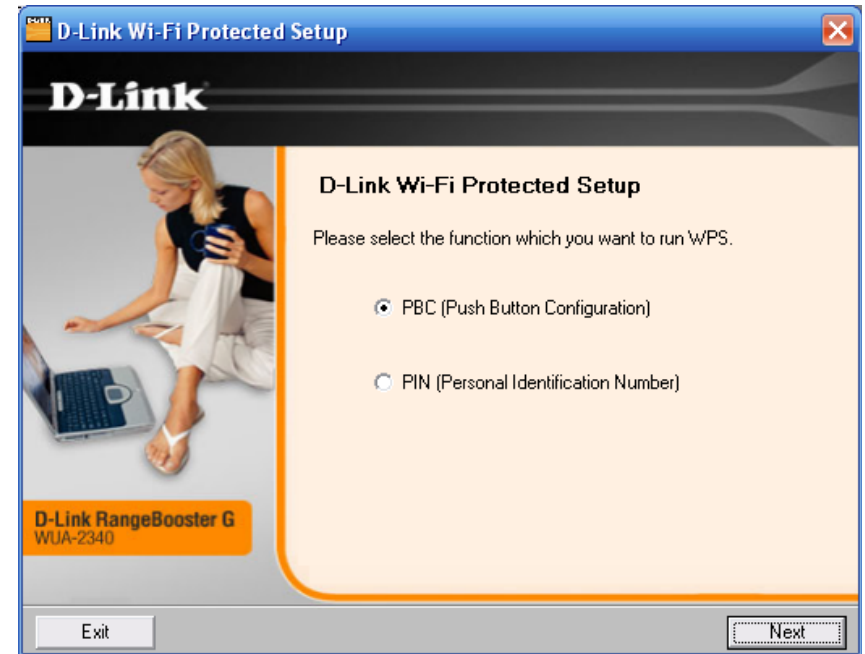 D-Link Wi-Fi Protected Setup
D-Link
D-Link Wi-Fi Protected Setup
Please select the function which you want to run WPS.
PBC (Push Button Configuration)
PIN (Personal Identification Number)
D-Link RangeBooster G
WUA-2340
Exit
Next